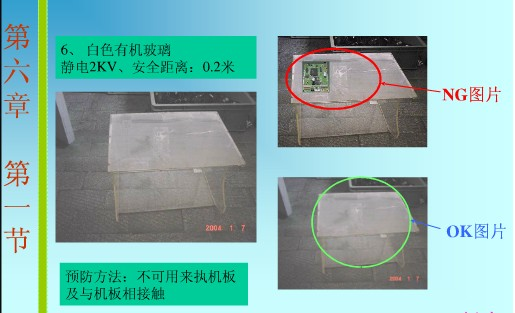 第六章 第一节
6、 白色有机玻璃
静电2KV、安全距离：0.2米
NG图片
2004. 1. 7
OK图片
2004. 1. 7
预防方法：不可用来执机板
及与机板相接触